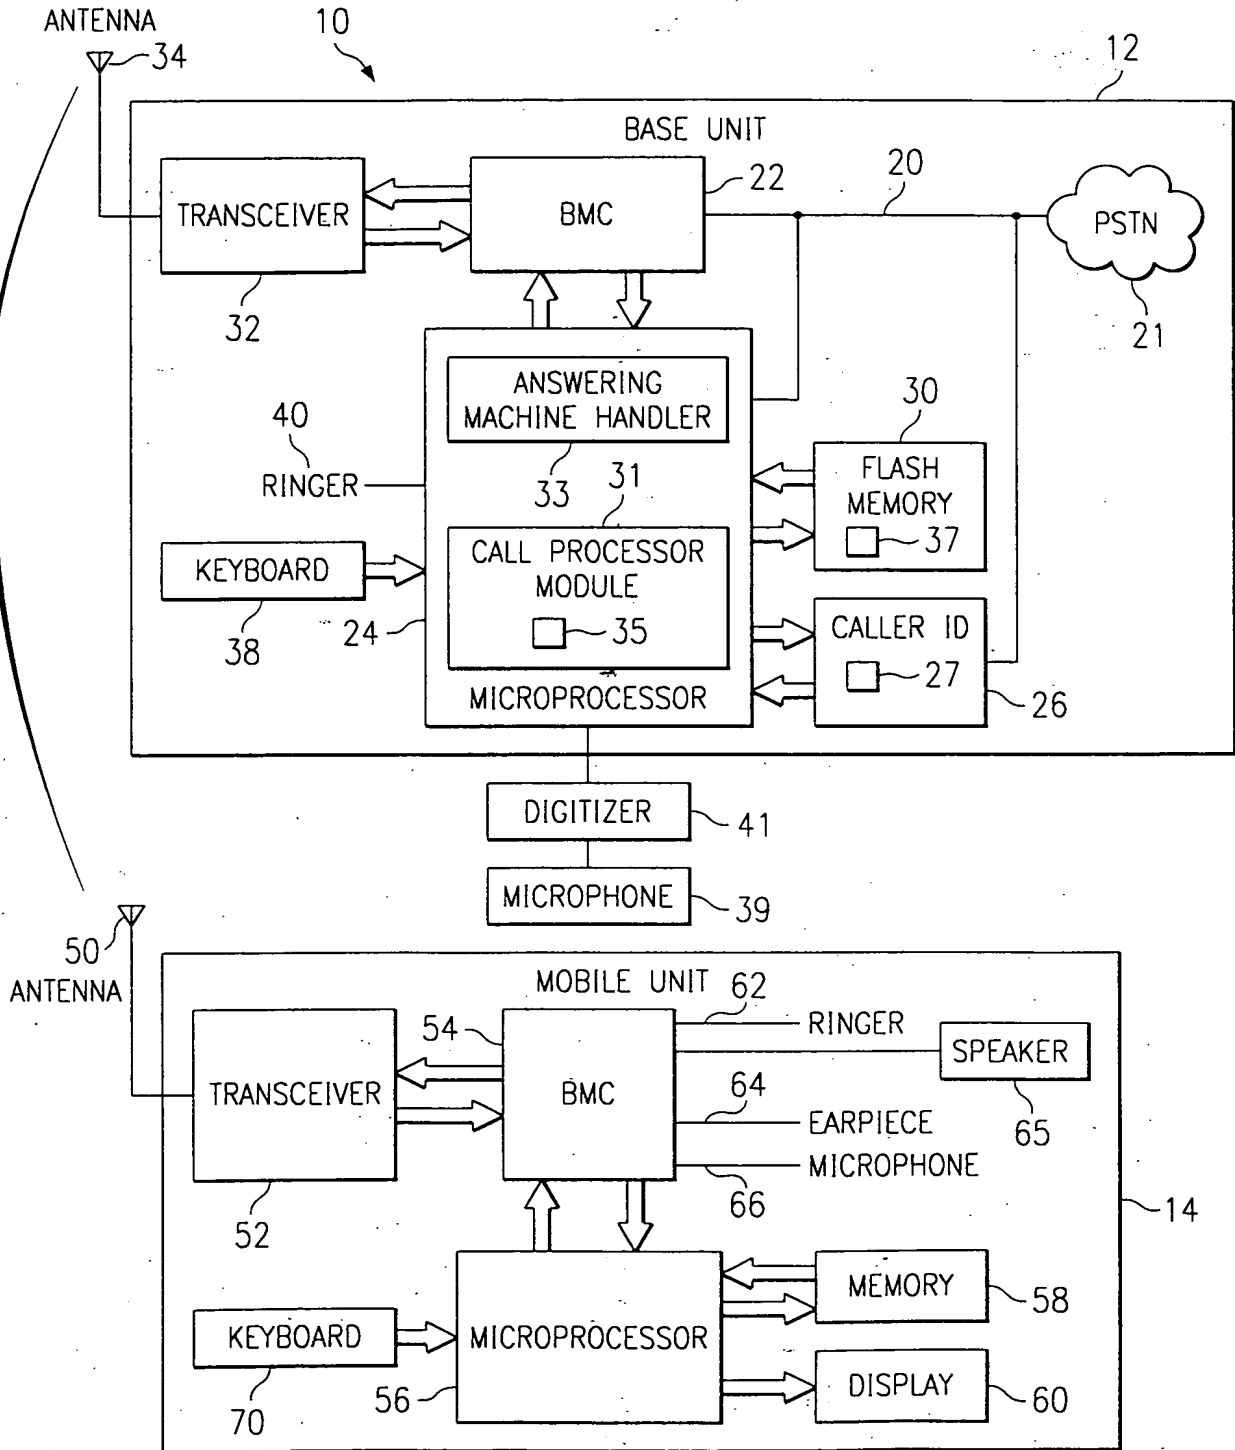 ANTENNA
34
10
12
BASE UNIT
TRANSCEIVER
32
BMC
22
20
PSTN
21
ANSWERING
MACHINE HANDLER
33
40
RINGER
31
CALL PROCESSOR
MODULE
35
MICROPROCESSOR
24
KEYBOARD
38
30
FLASH
MEMORY
37
CALLER ID
27
26
DIGITIZER
41
MICROPHONE
39
50
ANTENNA
MOBILE UNIT
TRANSCEIVER
52
54
BMC
62
RINGER
SPEAKER
65
64
EARPIECE
MICROPHONE
66
14
MICROPROCESSOR
56
KEYBOARD
70
MEMORY
58
DISPLAY
60